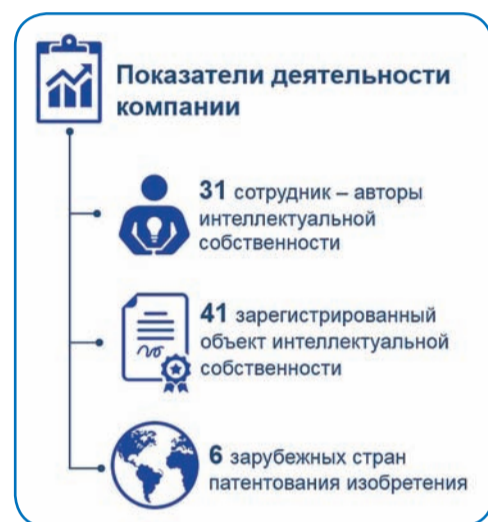 Показатели деятельности
компании
31 сотрудник – авторы
интеллектуальной
собственности
41 зарегистрированный
объект интеллектуальной
собственности
6 зарубежных стран
патентования изобретения